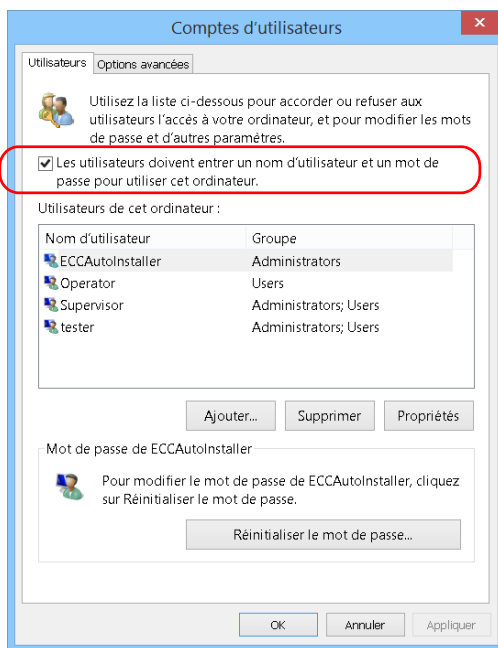 Comptes d'utilisateurs
Utilisateurs
Options avancées
Utilisez la liste ci-dessous pour accorder ou refuser aux
utilisateurs l'accès à votre ordinateur, et pour modifier les mots
de passe et d'autres paramètres.
Les utilisateurs doivent entrer un nom d'utilisateur et un mot de
passe pour utiliser cet ordinateur.
Utilisateurs de cet ordinateur :
Nom d'utilisateur Groupe
ECCAutoInstaller Administrators
Operator Users
Supervisor Administrators; Users
tester Administrators; Users
Ajouter... Supprimer Propriétés
Mot de passe de ECCAutoInstaller
Pour modifier le mot de passe de ECCAutoInstaller, cliquez
sur Réinitialiser le mot de passe.
Réinitialiser le mot de passe...
OK Annuler Appliquer